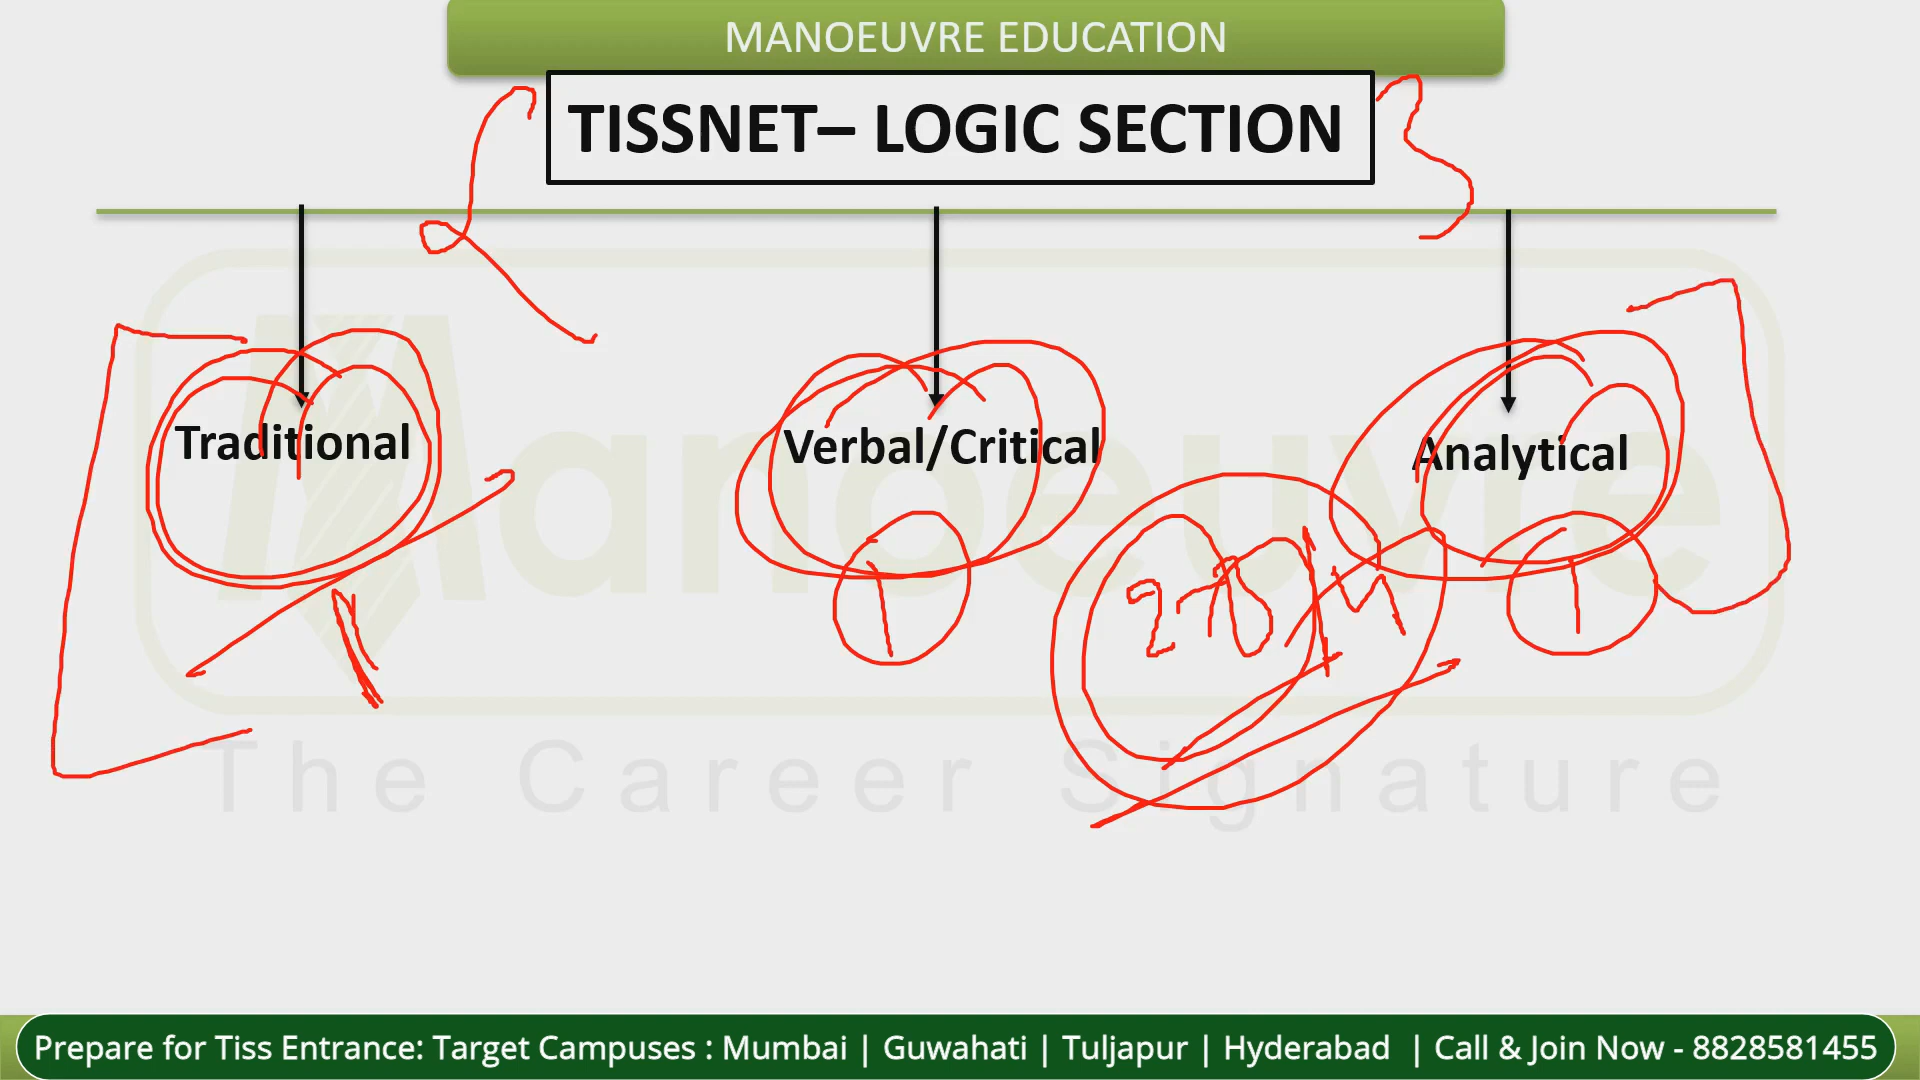 MANOEUVRE EDUCATION
TISSNET– LOGIC SECTION
Traditional
Verbal/Critical
Analytical
Manoeuvre
The Career Signature
Prepare for Tiss Entrance: Target Campuses : Mumbai | Guwahati | Tuljapur | Hyderabad | Call & Join Now - 8828581455